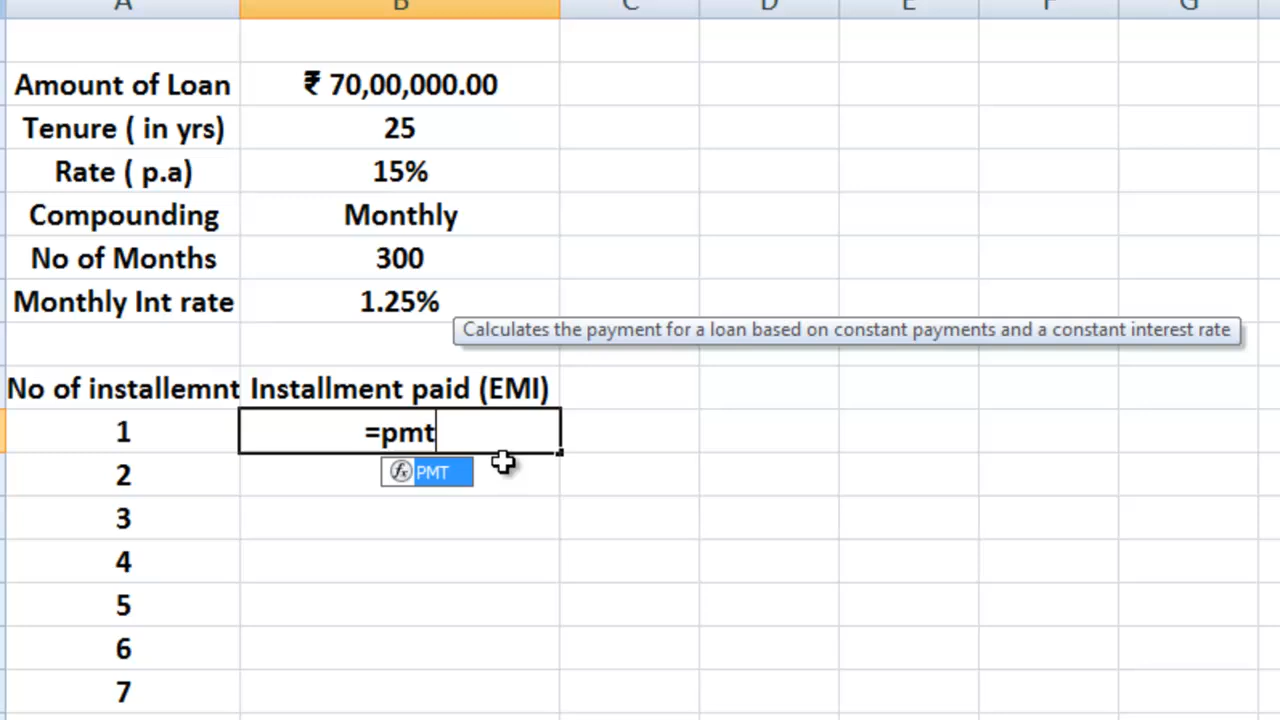 A B C D E F G
Amount of Loan ₹ 70,00,000.00
Tenure ( in yrs) 25
Rate ( p.a) 15%
Compounding Monthly
No of Months 300
Monthly Int rate 1.25%
Calculates the payment for a loan based on constant payments and a constant interest rate
No of installemnt Installment paid (EMI)
1 =pmt
fx PMT
2
3
4
5
6
7